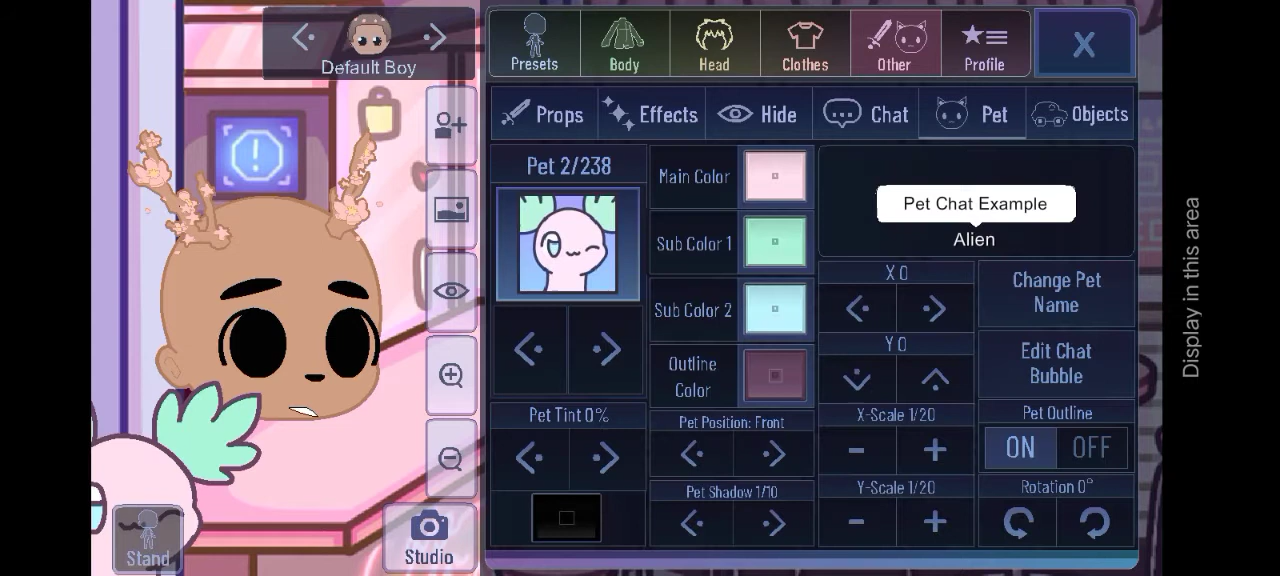 Default Boy
Presets
Body
Head
Clothes
Other
Profile
X
Props
Effects
Hide
Chat
Pet
Objects
Pet 2/238
Main Color
Sub Color 1
Sub Color 2
Outline
Color
Pet Chat Example
Alien
X 0
Y 0
Change Pet
Name
Edit Chat
Bubble
Pet Tint 0%
Pet Position: Front
Pet Shadow 1/10
X-Scale 1/20
Y-Scale 1/20
Pet Outline
ON OFF
Rotation 0°
Stand
Studio
Display in this area